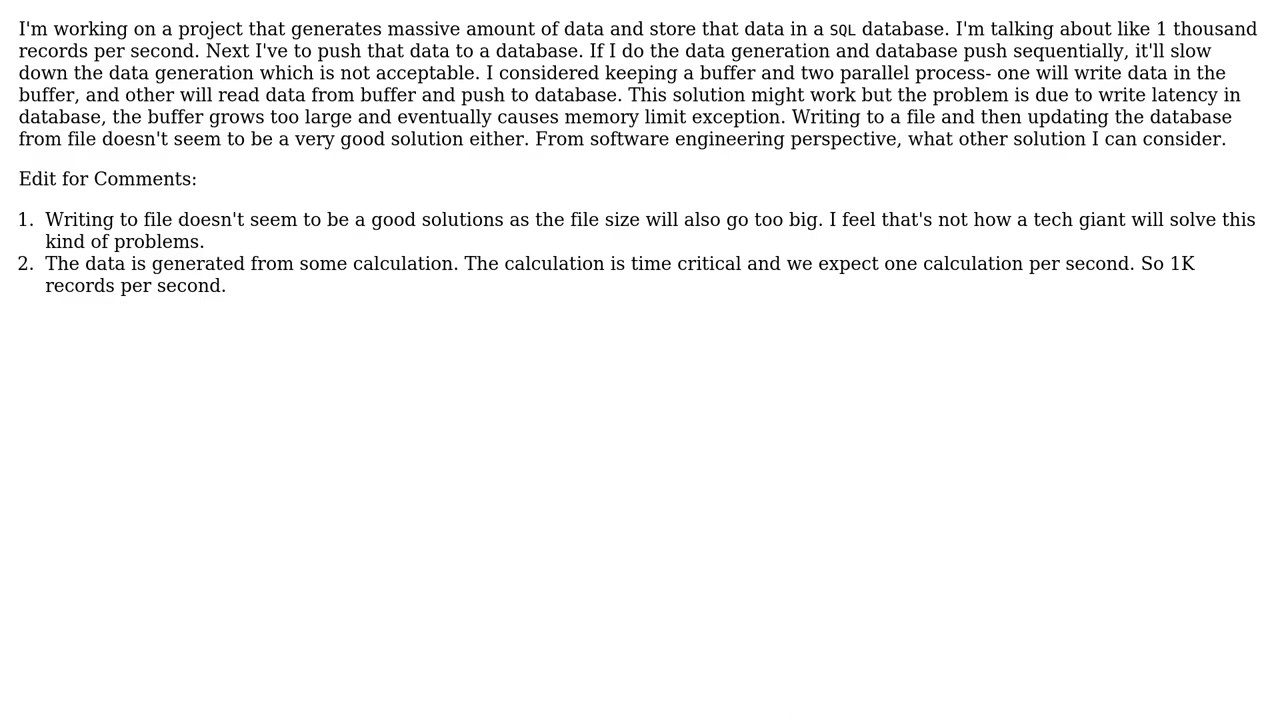 I'm working on a project that generates massive amount of data and store that data in a SQL database. I'm talking about like 1 thousand
records per second. Next I've to push that data to a database. If I do the data generation and database push sequentially, it'll slow
down the data generation which is not acceptable. I considered keeping a buffer and two parallel process- one will write data in the
buffer, and other will read data from buffer and push to database. This solution might work but the problem is due to write latency in
database, the buffer grows too large and eventually causes memory limit exception. Writing to a file and then updating the database
from file doesn't seem to be a very good solution either. From software engineering perspective, what other solution I can consider.
Edit for Comments:
1. Writing to file doesn't seem to be a good solutions as the file size will also go too big. I feel that's not how a tech giant will solve this
kind of problems.
2. The data is generated from some calculation. The calculation is time critical and we expect one calculation per second. So 1K
records per second.